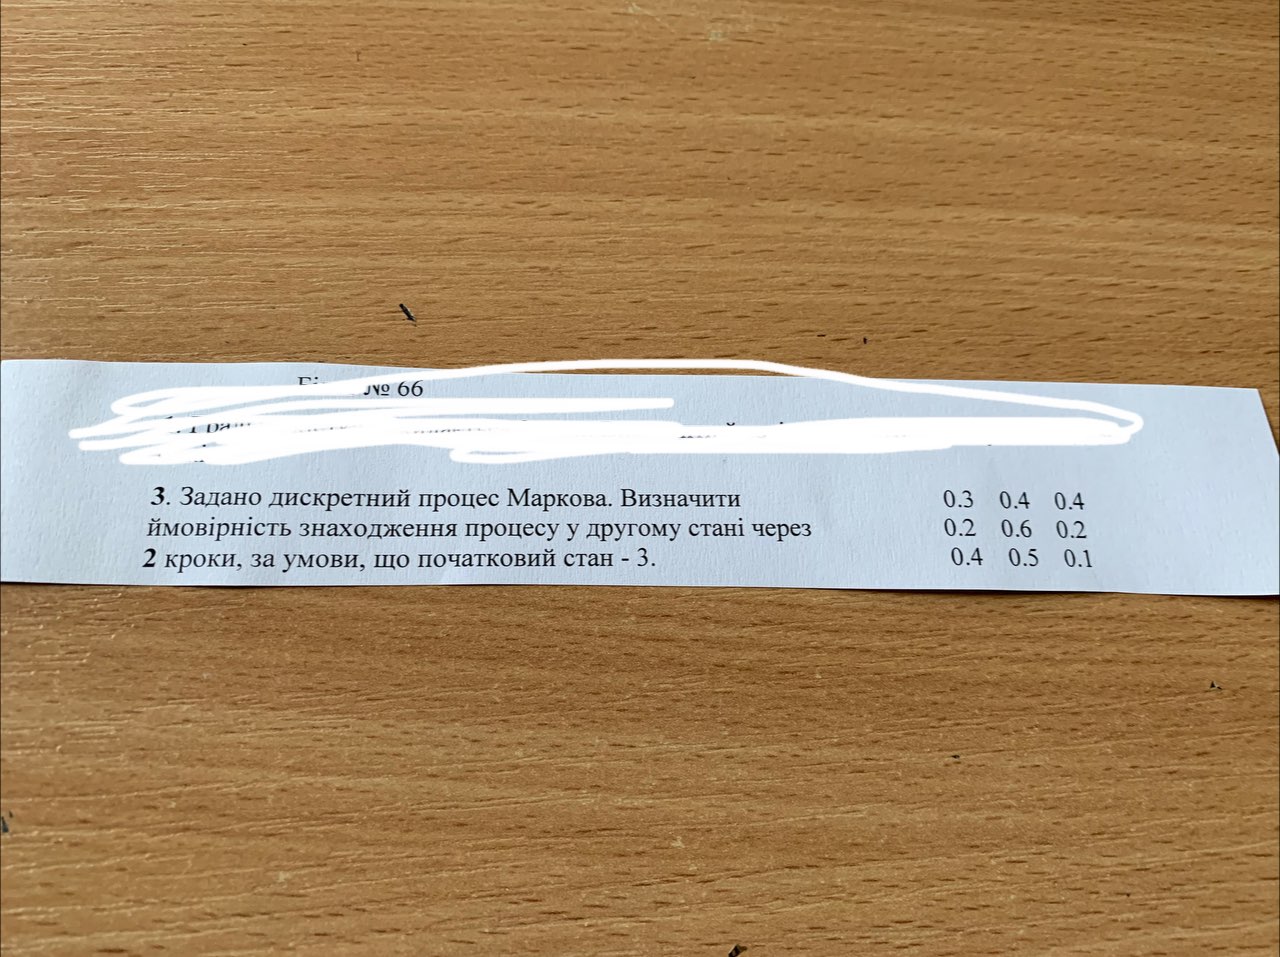 № 66
3. Задано дискретний процес Маркова. Визначити
ймовірність знаходження процесу у другому стані через
2 кроки, за умови, що початковий стан - 3.
0.3 0.4 0.4
0.2 0.6 0.2
0.4 0.5 0.1